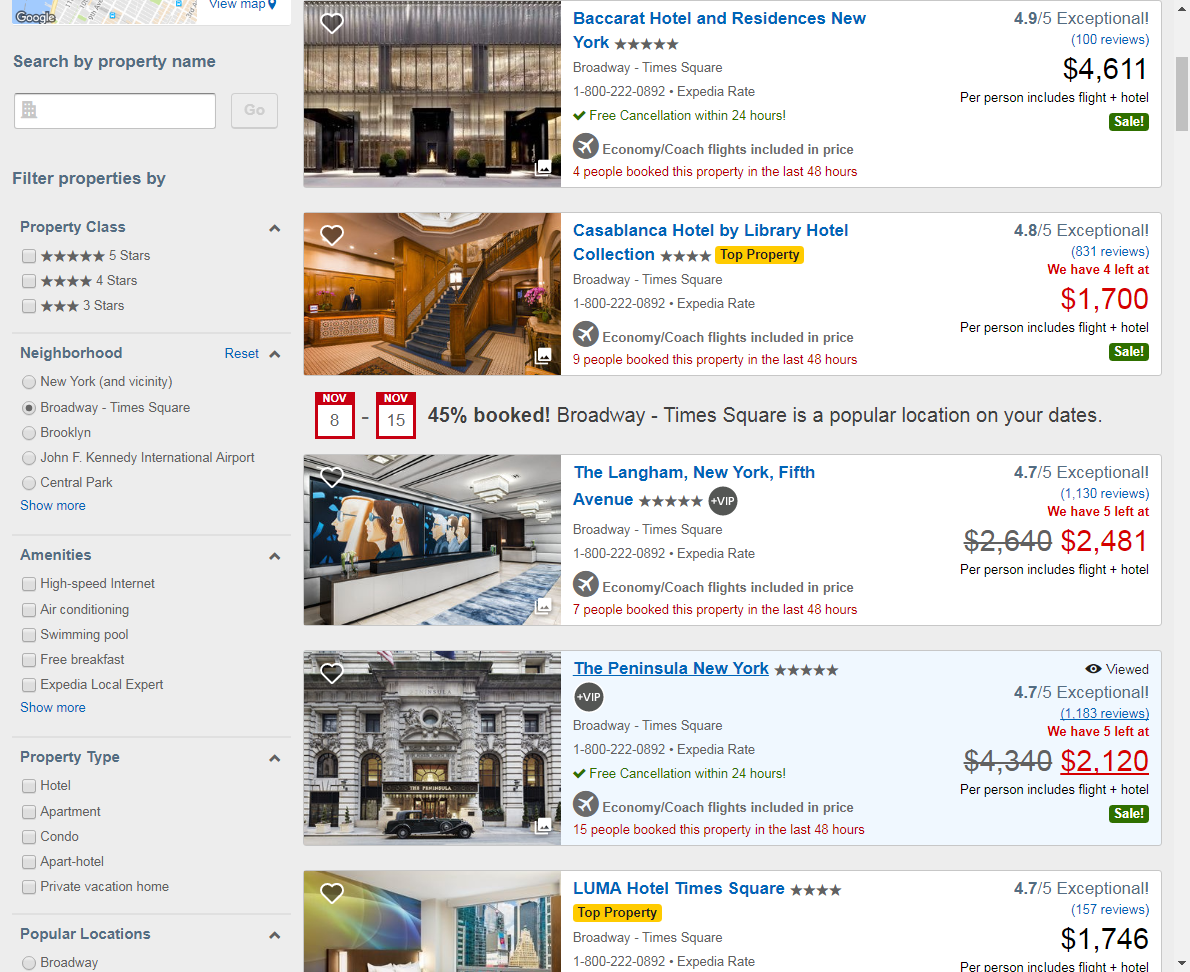 Google
9th Ave
3rd A
View map
Search by property name
Go
Filter properties by
Property Class
★★★★★ 5 Stars
★★★★ 4 Stars
★★★ 3 Stars
Neighborhood
Reset
New York (and vicinity)
Broadway - Times Square
Brooklyn
John F. Kennedy International Airport
Central Park
Show more
Amenities
High-speed Internet
Air conditioning
Swimming pool
Free breakfast
Expedia Local Expert
Show more
Property Type
Hotel
Apartment
Condo
Apart-hotel
Private vacation home
Popular Locations
Broadway
Baccarat Hotel and Residences New
York ★★★★★
Broadway - Times Square
1-800-222-0892 • Expedia Rate
Free Cancellation within 24 hours!
Economy/Coach flights included in price
4 people booked this property in the last 48 hours
4.9/5 Exceptional!
(100 reviews)
$4,611
Per person includes flight + hotel
Sale!
Casablanca Hotel by Library Hotel
Collection ★★★★ Top Property
Broadway - Times Square
1-800-222-0892 • Expedia Rate
Economy/Coach flights included in price
9 people booked this property in the last 48 hours
4.8/5 Exceptional!
(831 reviews)
We have 4 left at
$1,700
Per person includes flight + hotel
Sale!
NOV
8
-
NOV
15
45% booked! Broadway - Times Square is a popular location on your dates.
The Langham, New York, Fifth
Avenue ★★★★★ +VIP
Broadway - Times Square
1-800-222-0892 • Expedia Rate
Economy/Coach flights included in price
7 people booked this property in the last 48 hours
4.7/5 Exceptional!
(1,130 reviews)
We have 5 left at
$2,640 $2,481
Per person includes flight + hotel
PENINSULA
THE PENINSULA
The Peninsula New York ★★★★★
+VIP
Broadway - Times Square
1-800-222-0892 • Expedia Rate
Free Cancellation within 24 hours!
Economy/Coach flights included in price
15 people booked this property in the last 48 hours
Viewed
4.7/5 Exceptional!
(1,183 reviews)
We have 5 left at
$4,340 $2,120
Per person includes flight + hotel
Sale!
LUMA Hotel Times Square ★★★★
Top Property
Broadway - Times Square
1-800-222-0892 • Expedia Rate
4.7/5 Exceptional!
(157 reviews)
$1,746
Per person includes flight + hotel